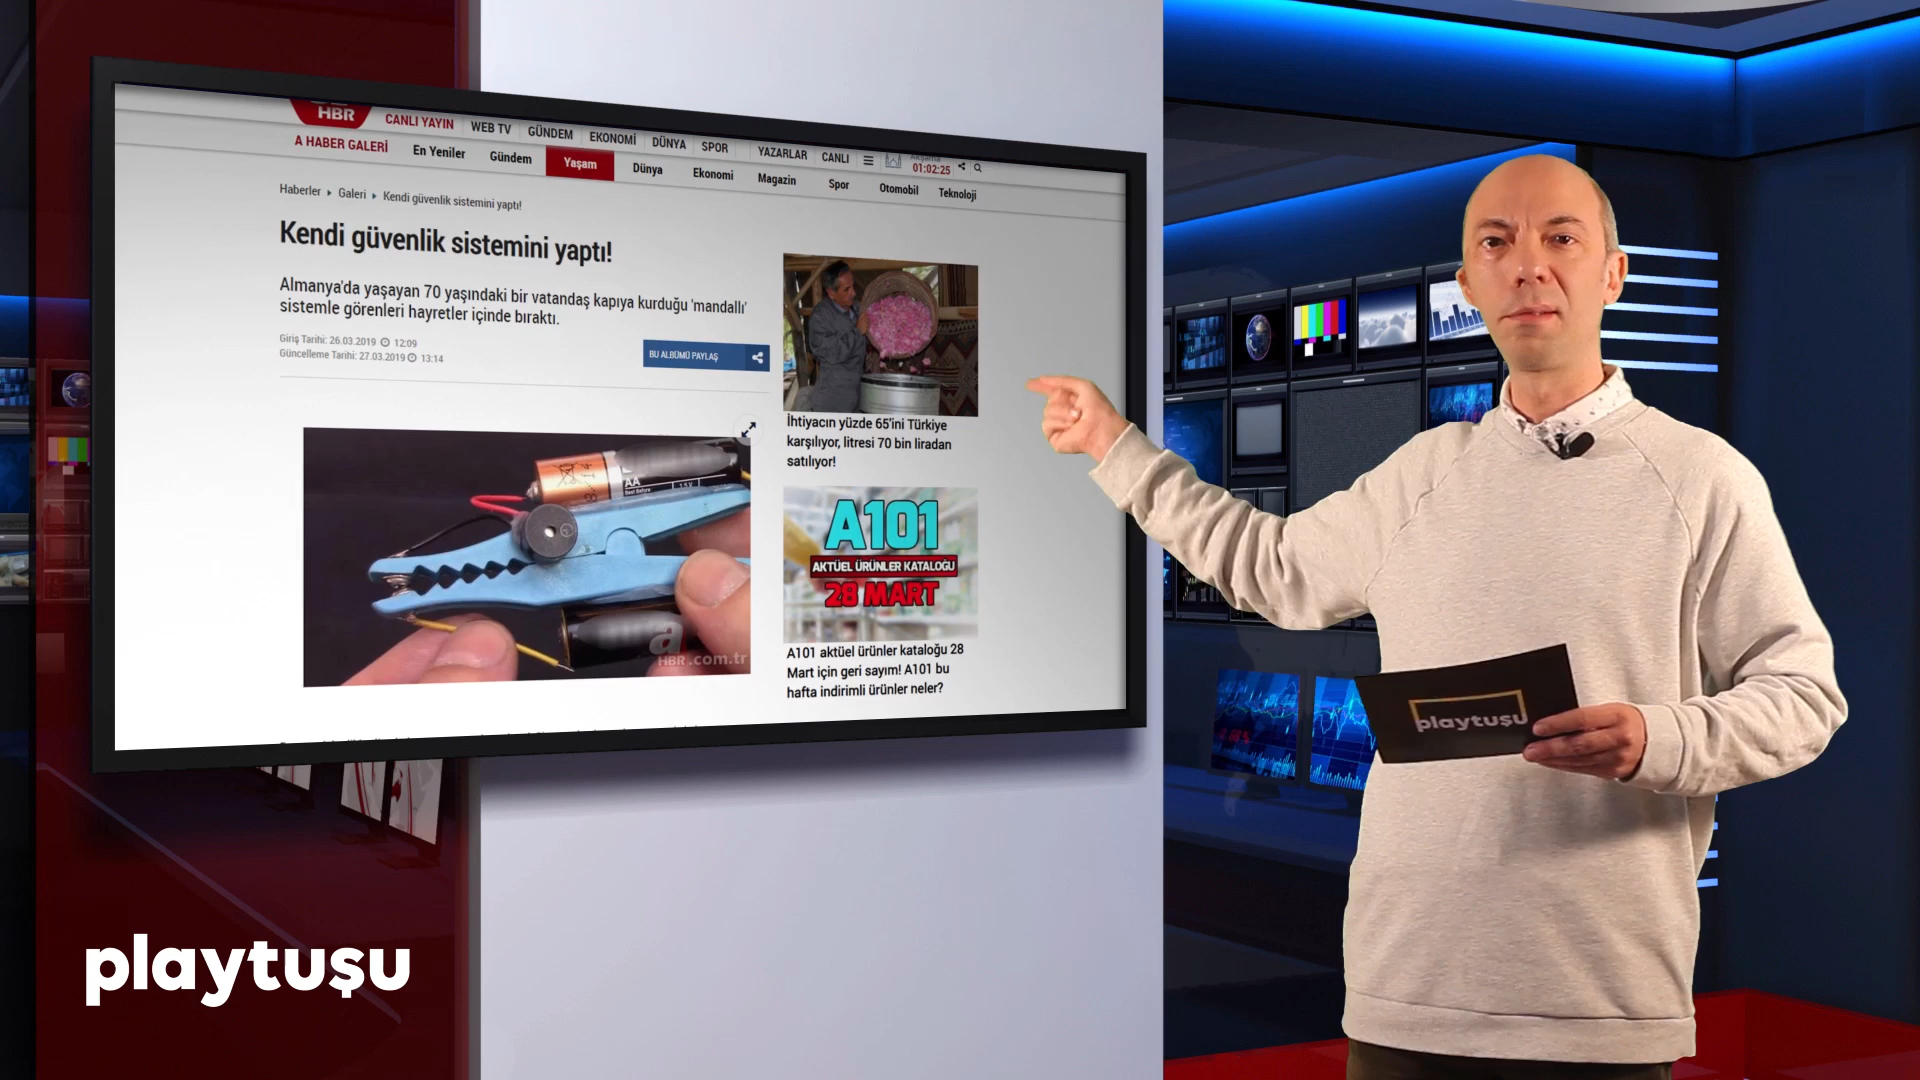 HBR
CANLI YAYIN WEB TV GÜNDEM EKONOMİ DÜNYA SPOR YAZARLAR CANLI
Akşama
01:02:25
A HABER GALERİ En Yeniler Gündem Yaşam Dünya Ekonomi Magazin Spor Otomobil Teknoloji
Haberler Galeri Kendi güvenlik sistemini yaptı!
Kendi güvenlik sistemini yaptı!
Almanya'da yaşayan 70 yaşındaki bir vatandaş kapıya kurduğu 'mandallı'
sistemle görenleri hayretler içinde bıraktı.
Giriş Tarihi: 26.03.2019 12:09
Güncelleme Tarihi: 27.03.2019 13:14
BU ALBÜMÜ PAYLAŞ
AA
1.5 V
a
HBR.com.tr
İhtiyacın yüzde 65'ini Türkiye
karşılıyor, litresi 70 bin liradan
satılıyor!
A101
AKTÜEL ÜRÜNLER KATALOĞU
28 MART
A101 aktüel ürünler kataloğu 28
Mart için geri sayım! A101 bu
hafta indirimli ürünler neler?
playtuşu
playtuşu